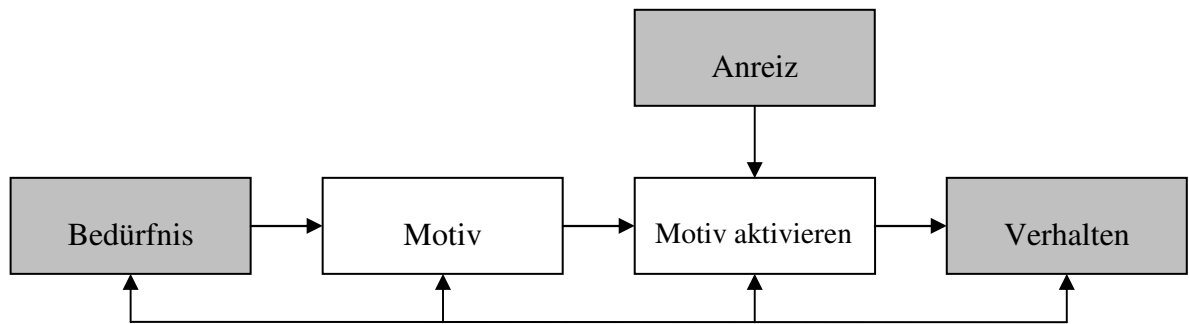 Anreiz
Bedürfnis
Motiv
Motiv aktivieren
Verhalten